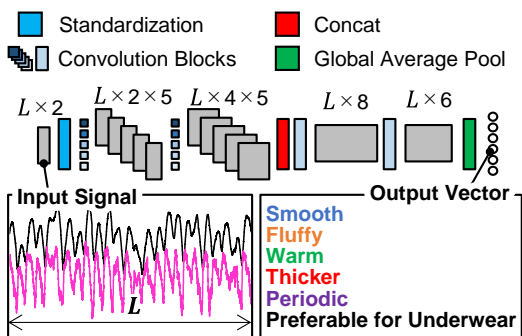 Standardization
Concat
Convolution Blocks
Global Average Pool
L × 2
L × 2 × 5
L × 4 × 5
L × 8
L × 6
Input Signal
Output Vector
L
Smooth
Fluffy
Warm
Thicker
Periodic
Preferable for Underwear